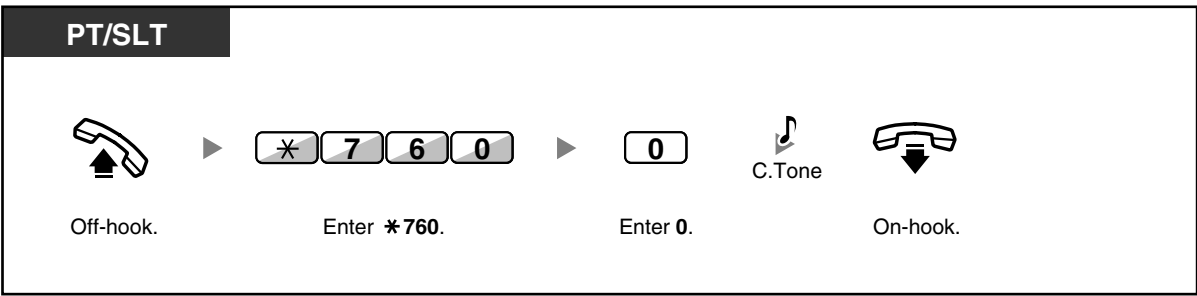 PT/SLT
✳ 7 6 0 0
C.Tone
Off-hook. Enter ✳760. Enter 0. On-hook.